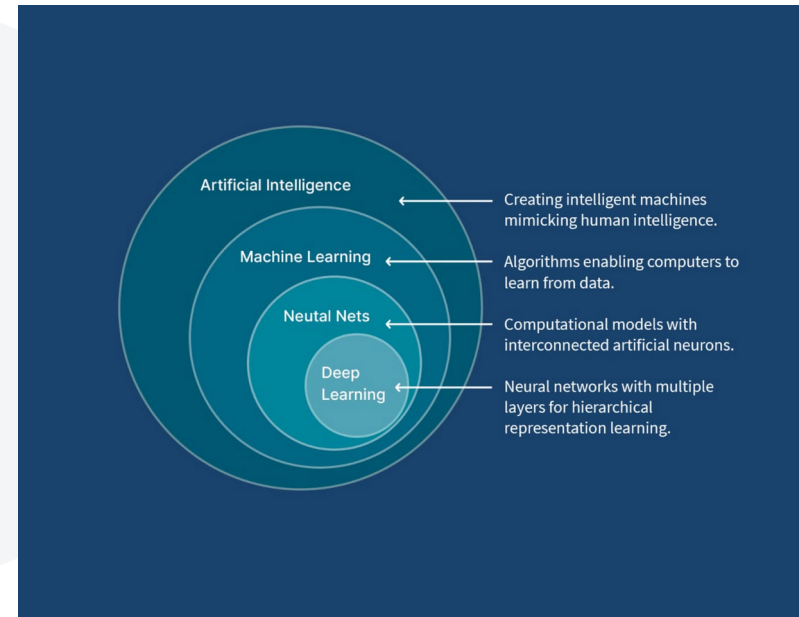 Artificial Intelligence
Creating intelligent machines
mimicking human intelligence.
Machine Learning
Algorithms enabling computers to
learn from data.
Neutal Nets
Computational models with
interconnected artificial neurons.
Deep
Learning
Neural networks with multiple
layers for hierarchical
representation learning.